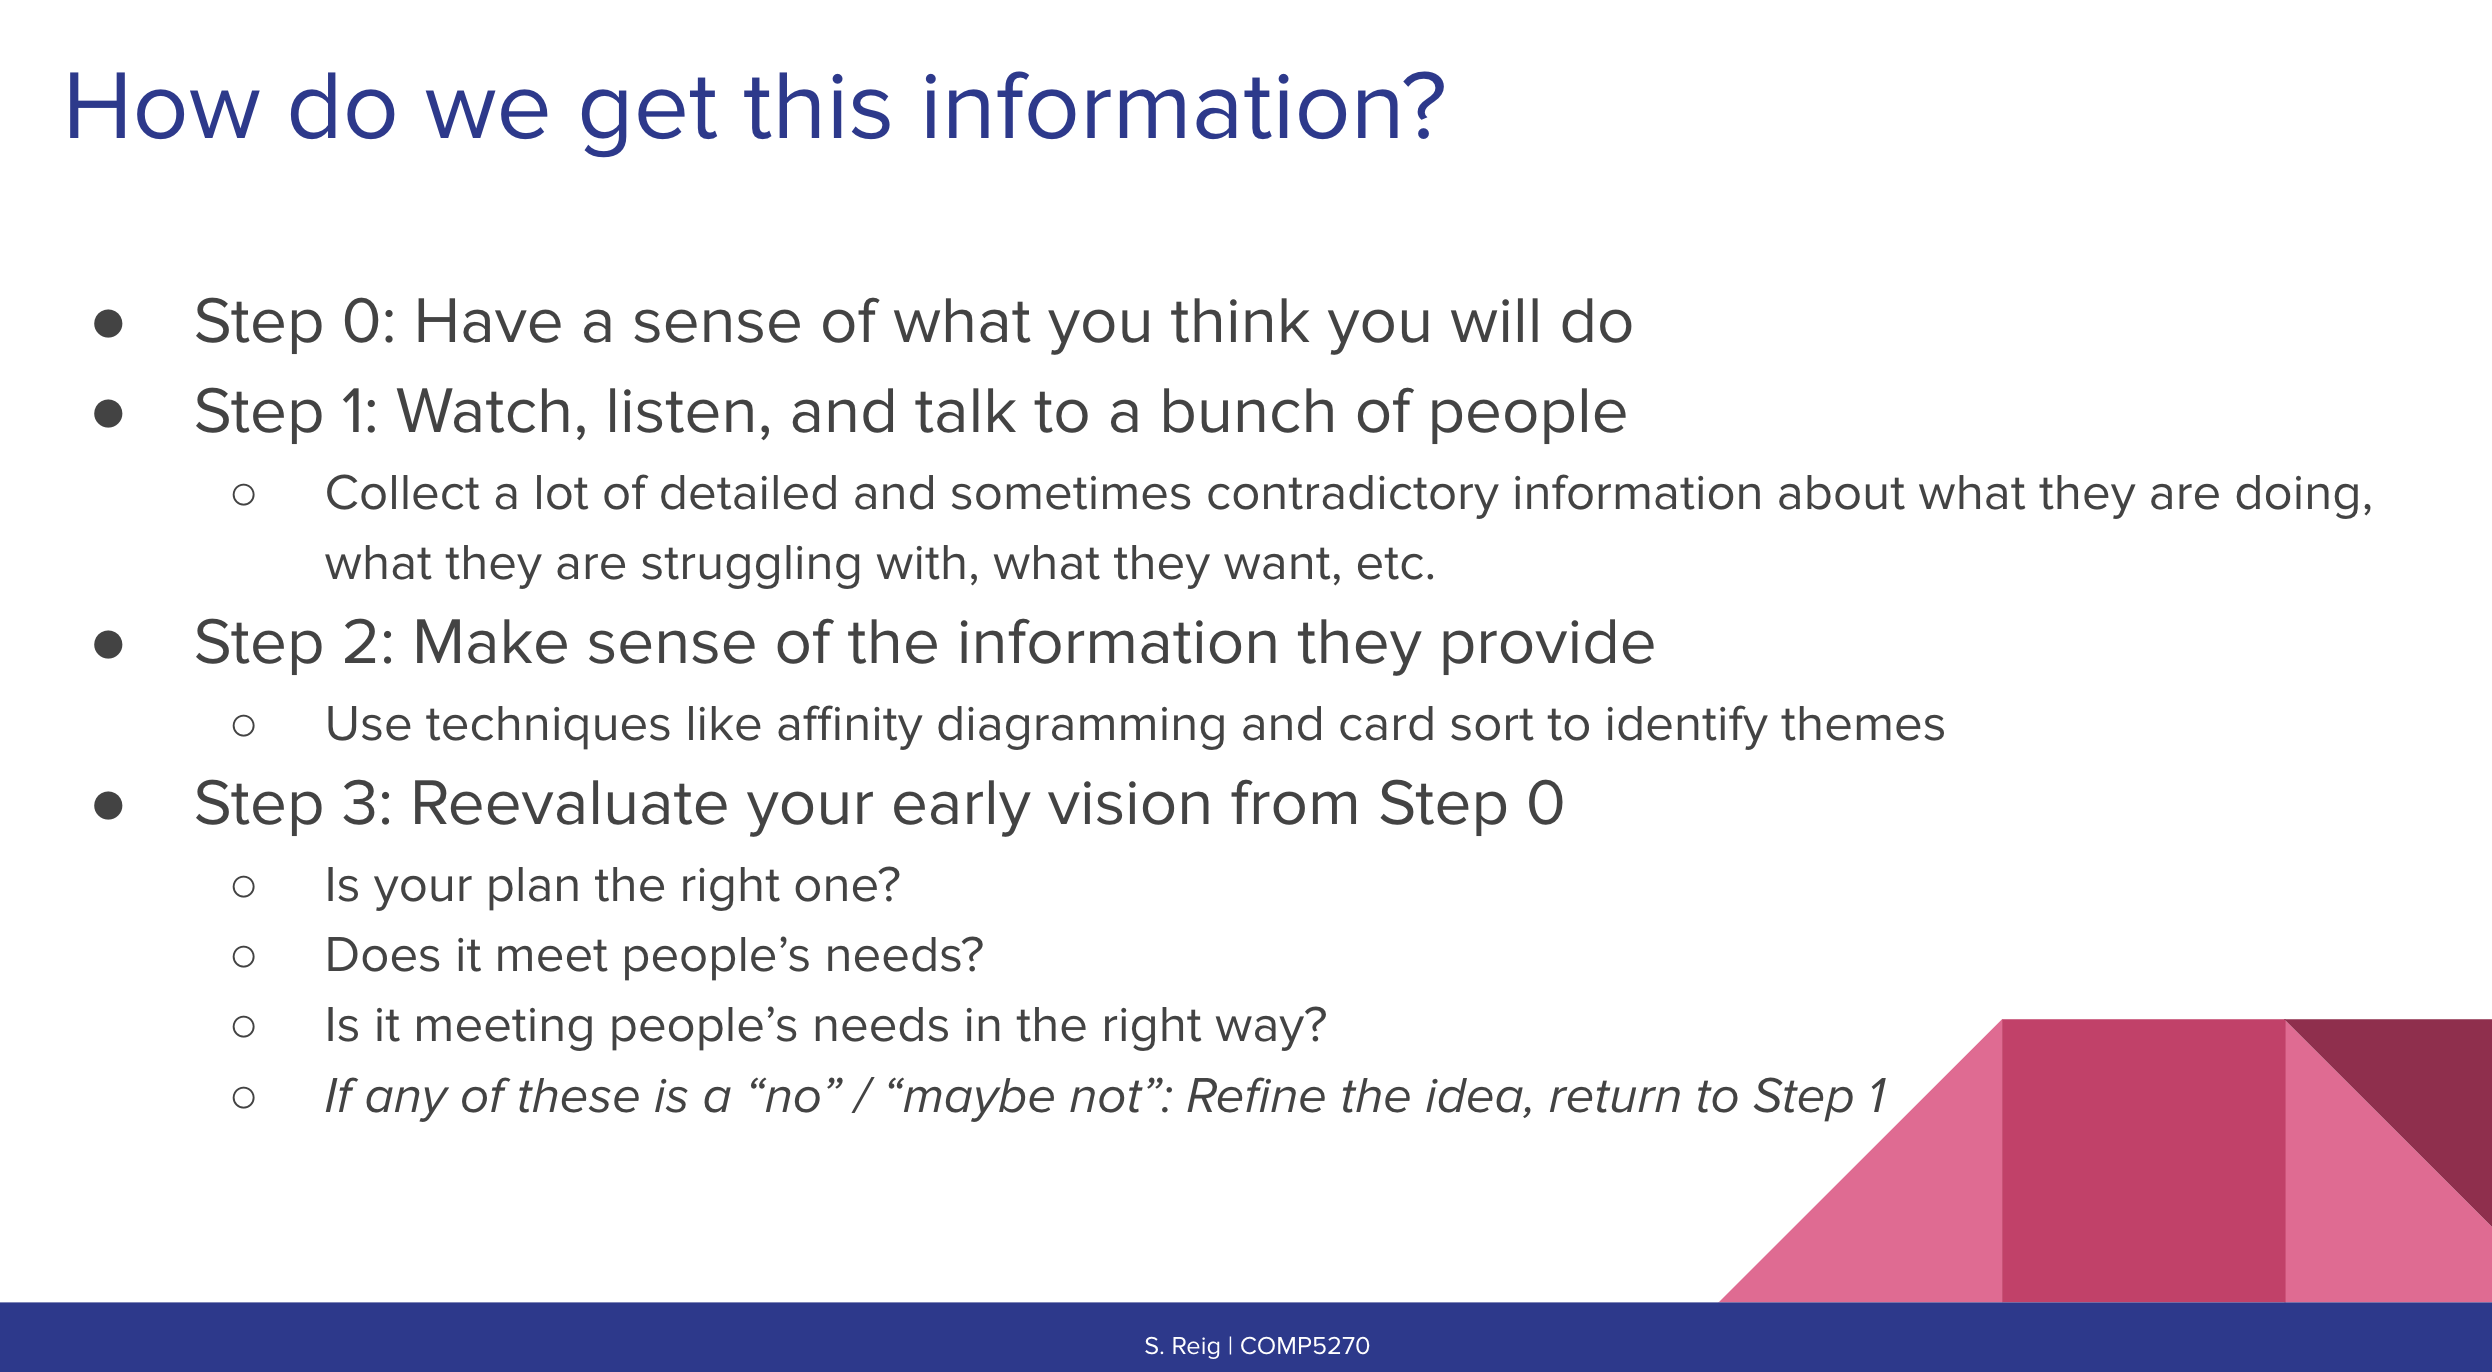 How do we get this information?
● Step 0: Have a sense of what you think you will do
● Step 1: Watch, listen, and talk to a bunch of people
○ Collect a lot of detailed and sometimes contradictory information about what they are doing,
what they are struggling with, what they want, etc.
● Step 2: Make sense of the information they provide
○ Use techniques like affinity diagramming and card sort to identify themes
● Step 3: Reevaluate your early vision from Step 0
○ Is your plan the right one?
○ Does it meet people’s needs?
○ Is it meeting people’s needs in the right way?
○ If any of these is a “no” / “maybe not”: Refine the idea, return to Step 1
S. Reig | COMP5270